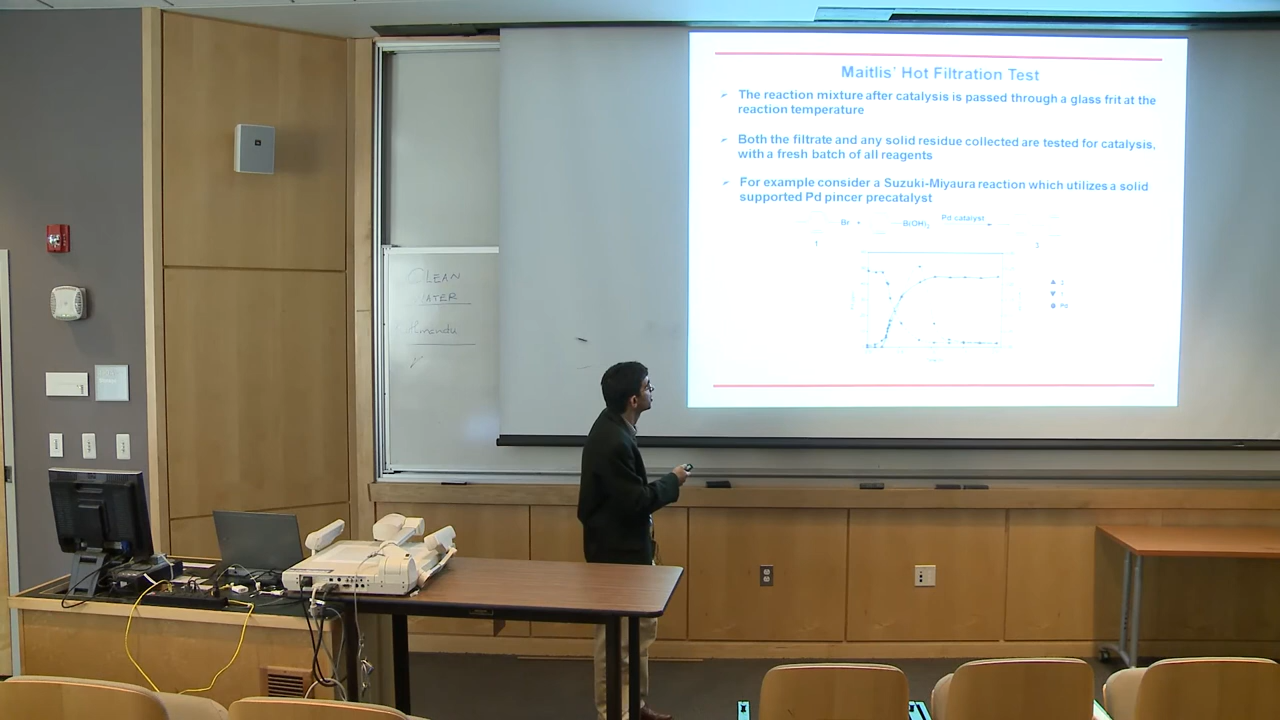 Maitlis' Hot Filtration Test
The reaction mixture after catalysis is passed through a glass frit at the
reaction temperature
Both the filtrate and any solid residue collected are tested for catalysis,
with a fresh batch of all reagents
For example consider a Suzuki-Miyaura reaction which utilizes a solid
supported Pd pincer precatalyst
Br
+
B(OH)2
Pd catalyst
Pd
CLEAN
WATER